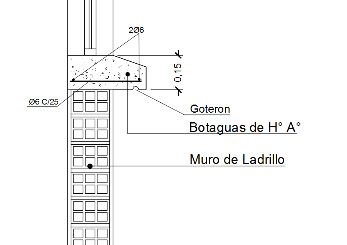 2Ø6
0,15
Ø6 C/25
Goteron
Botaguas de H° A°
Muro de Ladrillo